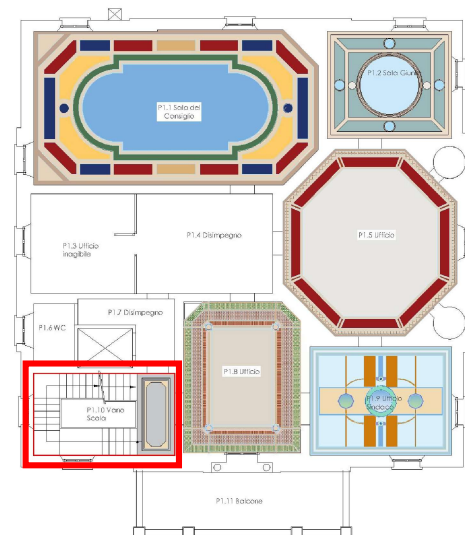 P1.1 Sala del
Consiglio
P1.2 Sala Giunta
P1.3 Ufficio
inagibile
P1.4 Disimpegno
P1.5 Ufficio
P1.7 Disimpegno
P1.6 WC
P1.8 Ufficio
P1.9 Ufficio
Sindaco
P1.10 Vano
Scala
P1.11 Balcone